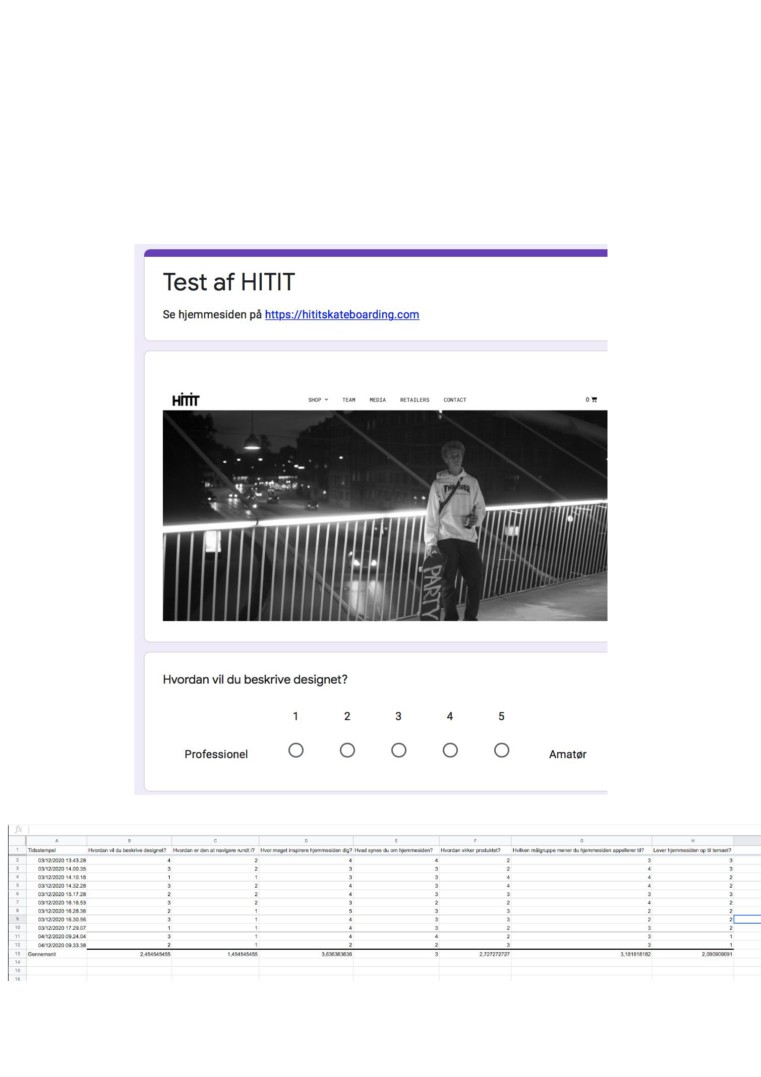 Test af HITIT
Se hjemmesiden på https://hititskateboarding.com
HiTiT
SHOP TEAM MEDIA RETAILERS CONTACT 0
THRASHER
PARTY
Hvordan vil du beskrive designet?
1 2 3 4 5
Professionel Amatør
fx
A B C D E F G H
1 Tidsstempel Hvordan vil du beskrive designet? Hvordan er den at navigere rundt i? Hvor meget inspirere hjemmesiden dig? Hvad synes du om hjemmesiden? Hvordan virker produktet? Hvilken målgruppe mener du hjemmesiden appellerer til? Lever hjemmesiden op til temaet?
2 03/12/2020 13.43.28 4 2 4 4 2 3 3
3 03/12/2020 14.00.35 3 2 3 3 2 4 3
4 03/12/2020 14.10.18 1 1 3 3 4 4 2
5 03/12/2020 14.32.28 3 2 4 3 4 4 2
6 03/12/2020 15.17.28 2 2 4 3 3 3 3
7 03/12/2020 16.16.53 3 2 3 2 2 4 2
8 03/12/2020 16.28.36 2 1 5 3 3 2 2
9 03/12/2020 16.30.56 3 1 4 3 3 2 2
10 03/12/2020 17.29.07 1 1 4 3 2 3 2
11 04/12/2020 09.24.04 3 1 4 4 2 3 1
12 04/12/2020 09.33.38 2 1 2 2 3 3 1
13 Gennemsnit 2,454545455 1,454545455 3,636363636 3 2,727272727 3,181818182 2,090909091
14
15
16